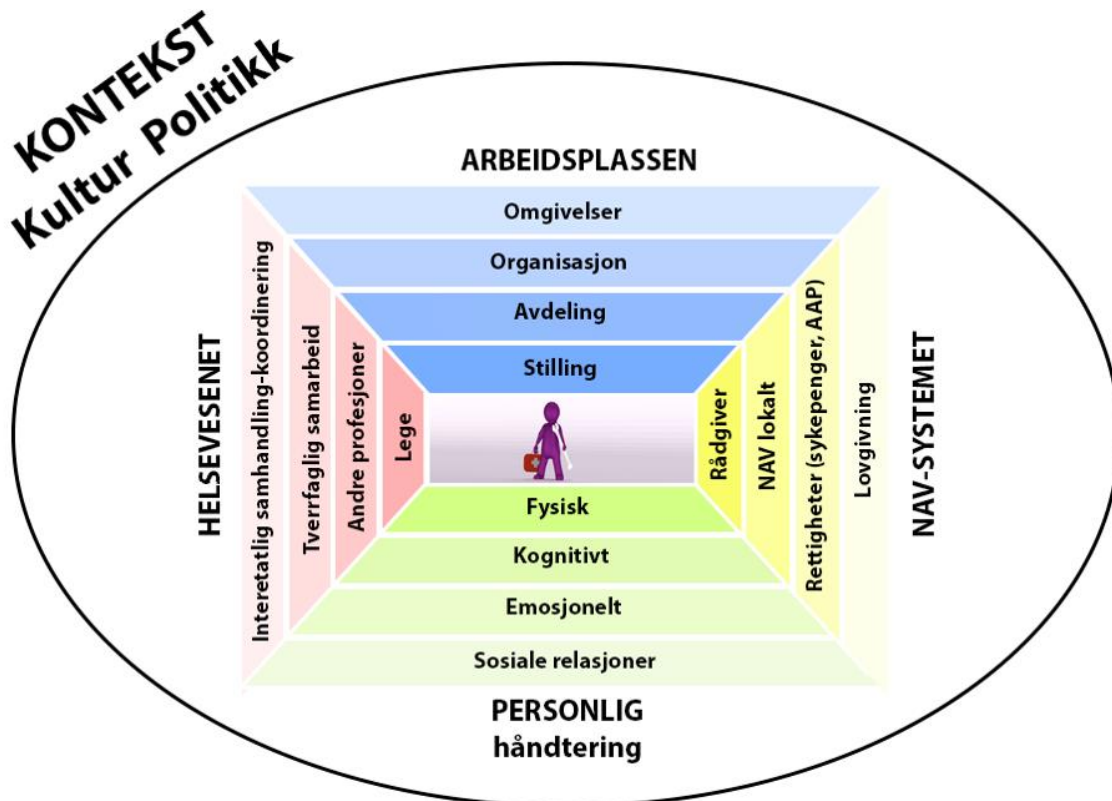 KONTEKST
Kultur Politikk
ARBEIDSPLASSEN
Omgivelser
Organisasjon
Avdeling
Stilling
HELSEVESENET
Interetatlig samhandling-koordinering
Tverrfaglig samarbeid
Andre profesjoner
Lege
Rådgiver
NAV lokalt
Rettigheter (sykepenger, AAP)
Lovgivning
NAV-SYSTEMET
Fysisk
Kognitivt
Emosjonelt
Sosiale relasjoner
PERSONLIG
håndtering